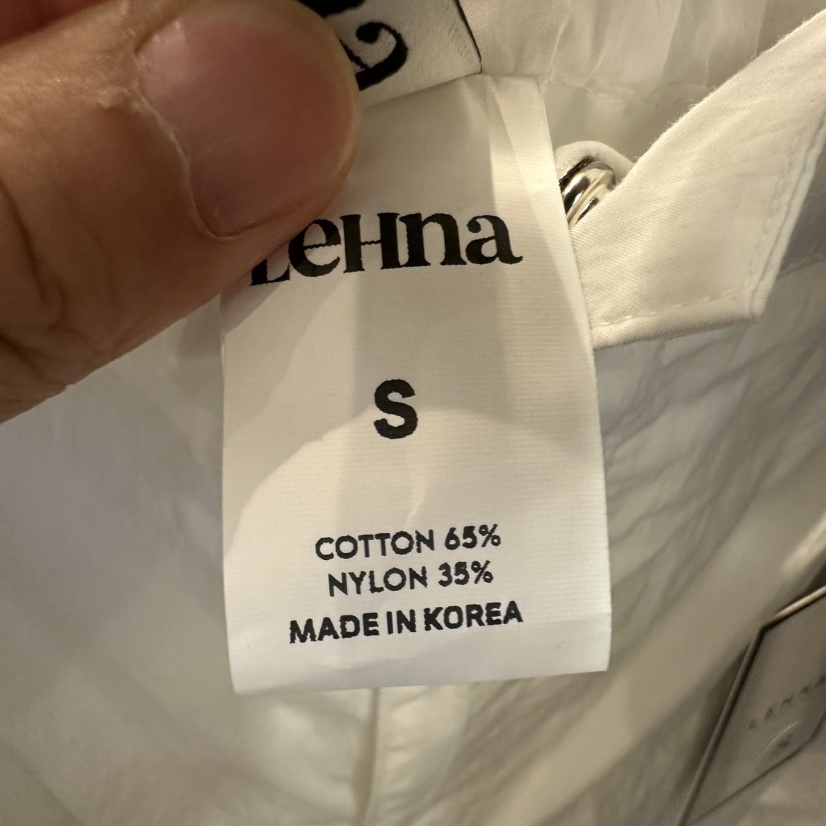 LeHna
S
COTTON 65%
NYLON 35%
MADE IN KOREA